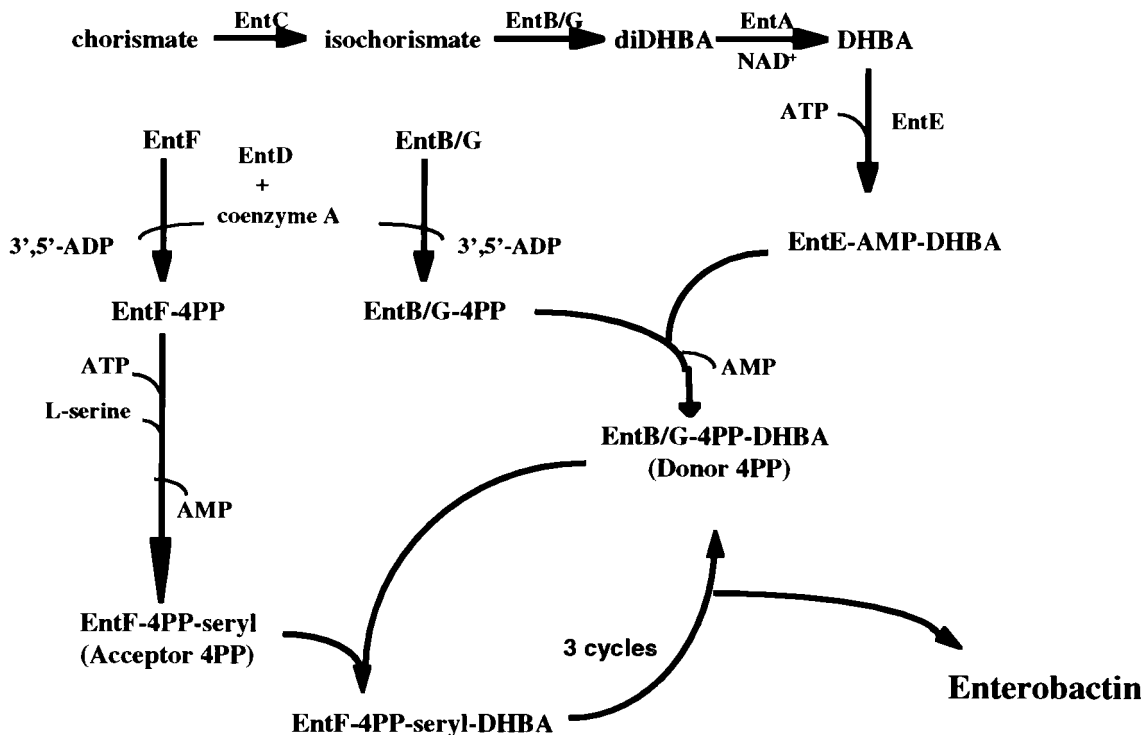 EntC
EntB/G
EntA
chorismate
isochorismate
diDHBA
DHBA
NAD⁺
ATP
EntE
EntF
EntD
+
coenzyme A
EntB/G
3',5'-ADP
3',5'-ADP
EntE-AMP-DHBA
EntF-4PP
EntB/G-4PP
ATP
L-serine
AMP
AMP
EntB/G-4PP-DHBA
(Donor 4PP)
EntF-4PP-seryl
(Acceptor 4PP)
3 cycles
Enterobactin
EntF-4PP-seryl-DHBA